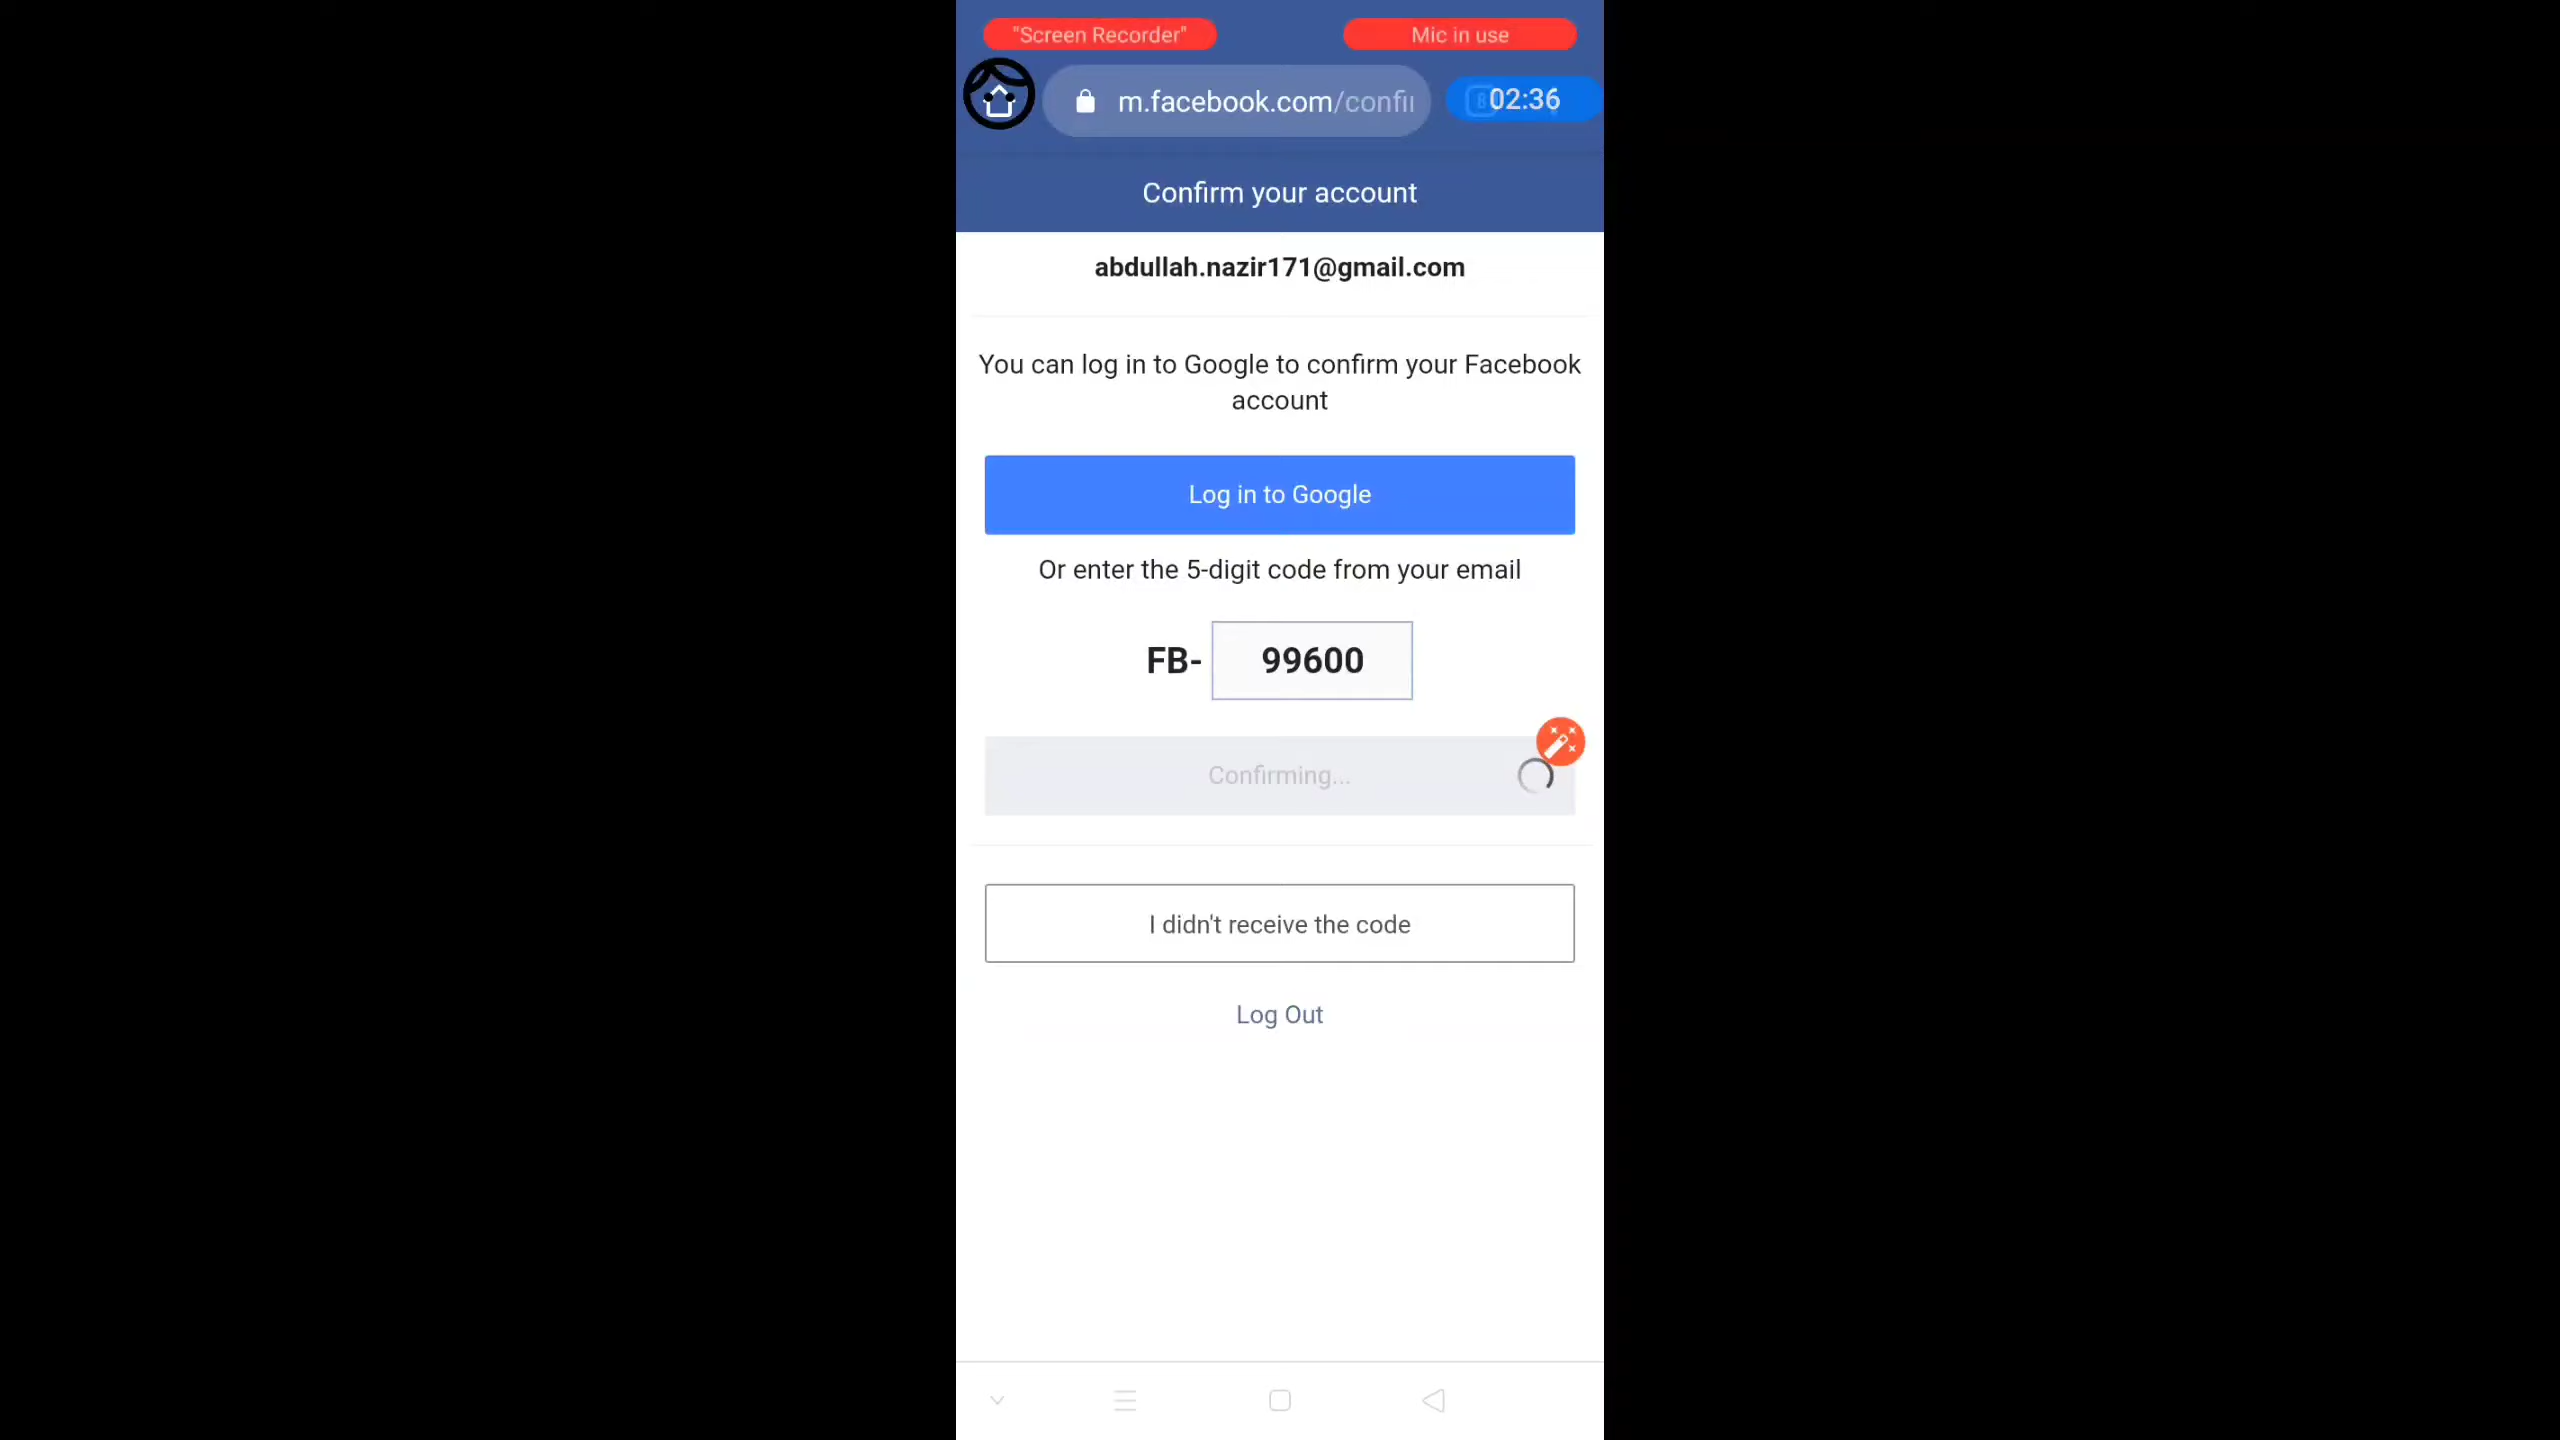 "Screen Recorder"
Mic in use
m.facebook.com/confi
02:36
Confirm your account
abdullah.nazir171@gmail.com
You can log in to Google to confirm your Facebook
account
Log in to Google
Or enter the 5-digit code from your email
FB- 99600
Confirming...
I didn't receive the code
Log Out